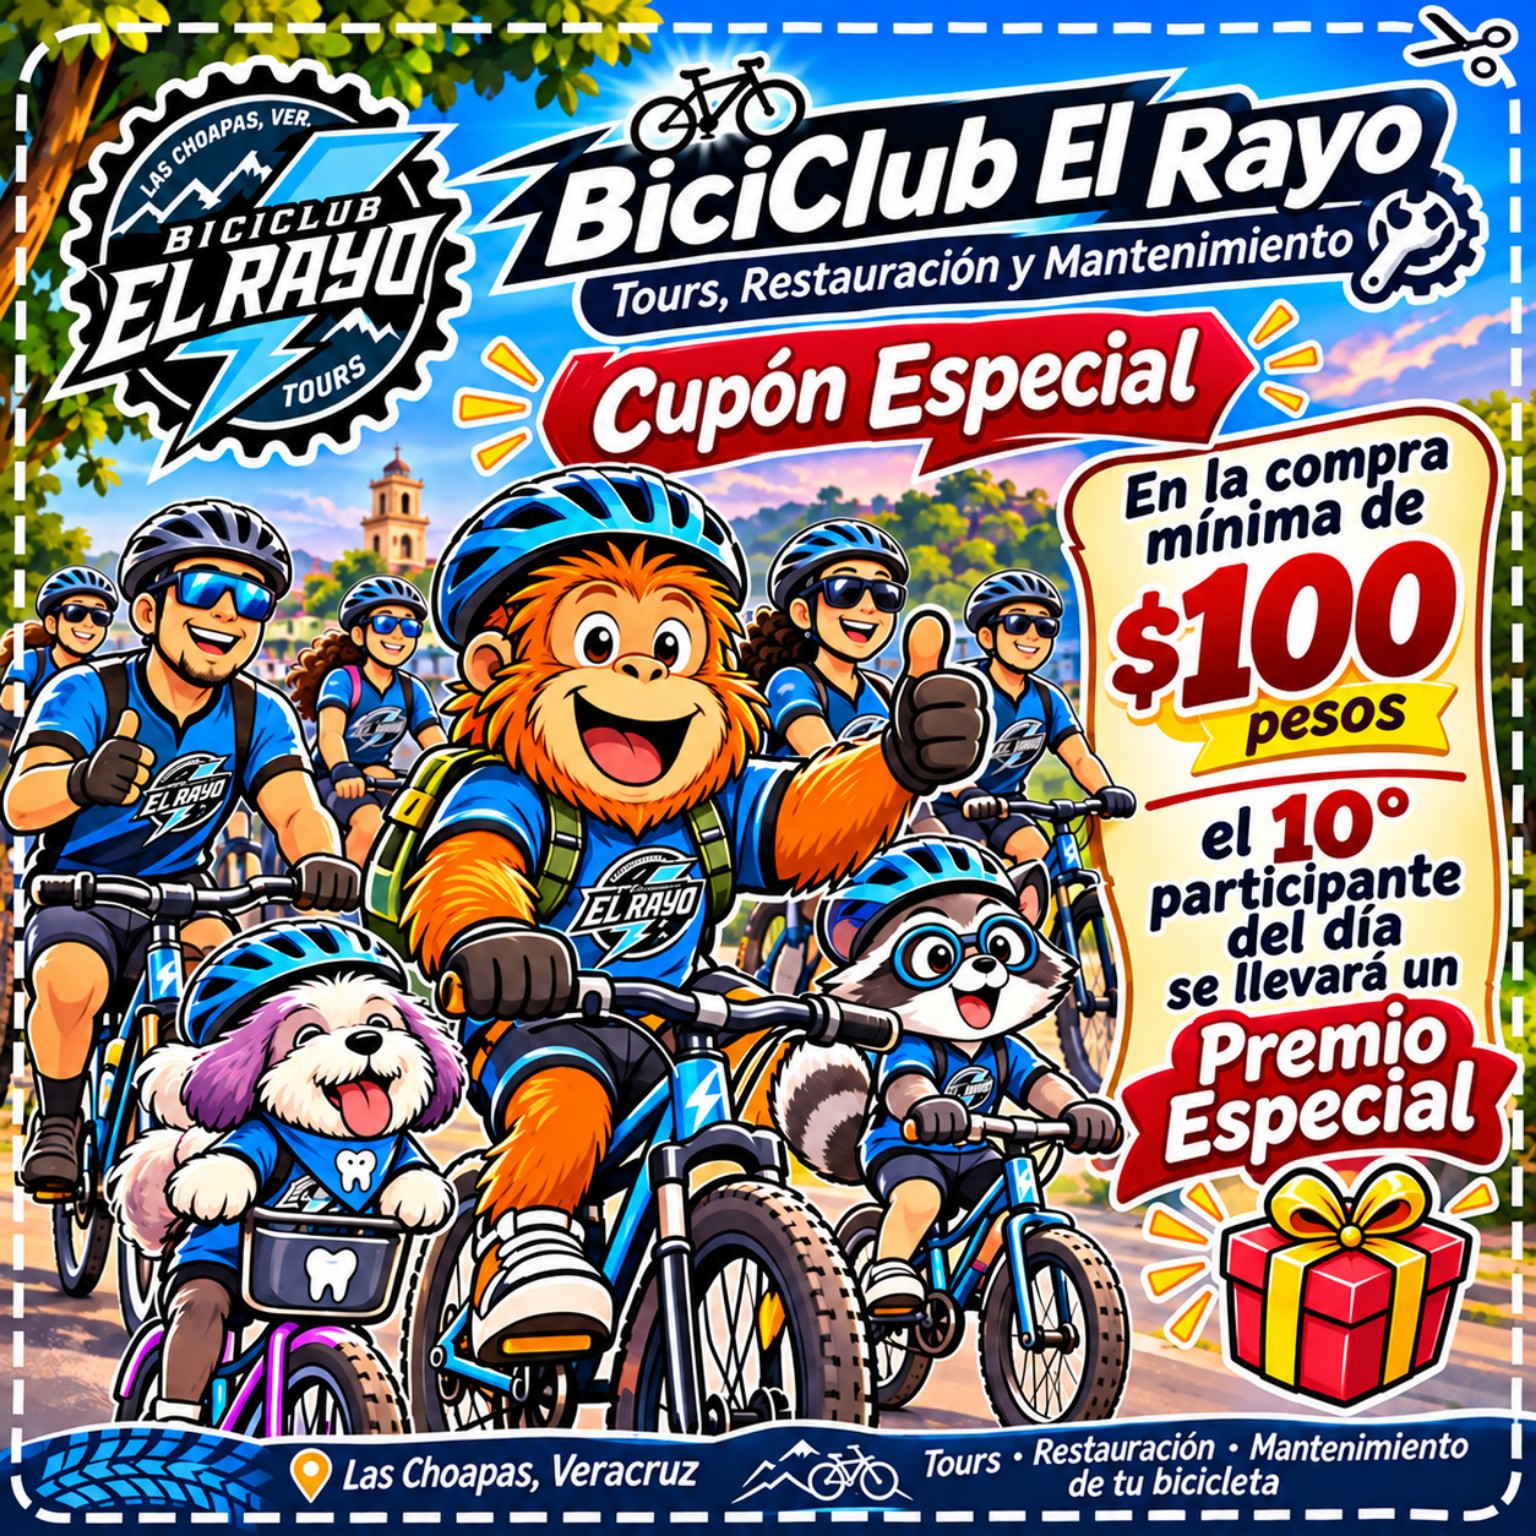 LAS CHOAPAS, VER.
BICICLUB
EL RAYO
TOURS
BiciClub El Rayo
Tours, Restauración y Mantenimiento
Cupón Especial
En la compra
mínima de
$100
pesos
el 10°
participante
del día
se llevará un
Premio
Especial
EL RAYO
EL RAYO
EL RAYO
Las Choapas, Veracruz
Tours • Restauración • Mantenimiento
de tu bicicleta